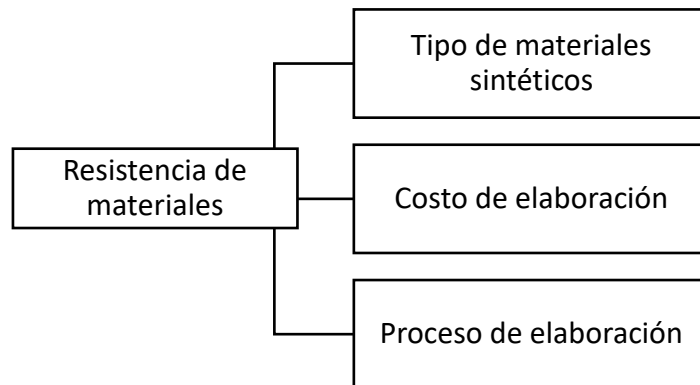 Tipo de materiales
sintéticos
Resistencia de
materiales
Costo de elaboración
Proceso de elaboración